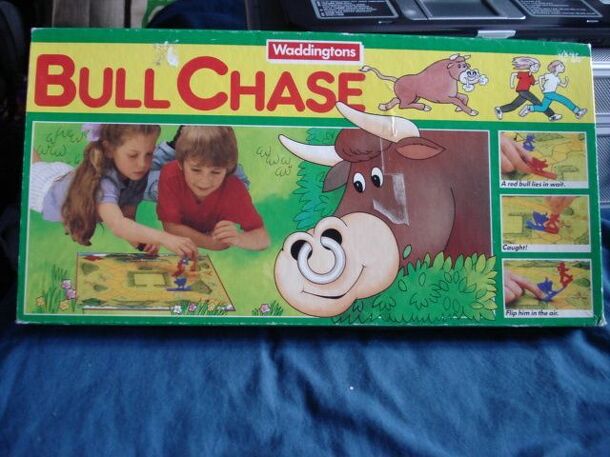 Waddingtons
BULL CHASE
A red bull lies in wait.
Caught!
Flip him in the air.